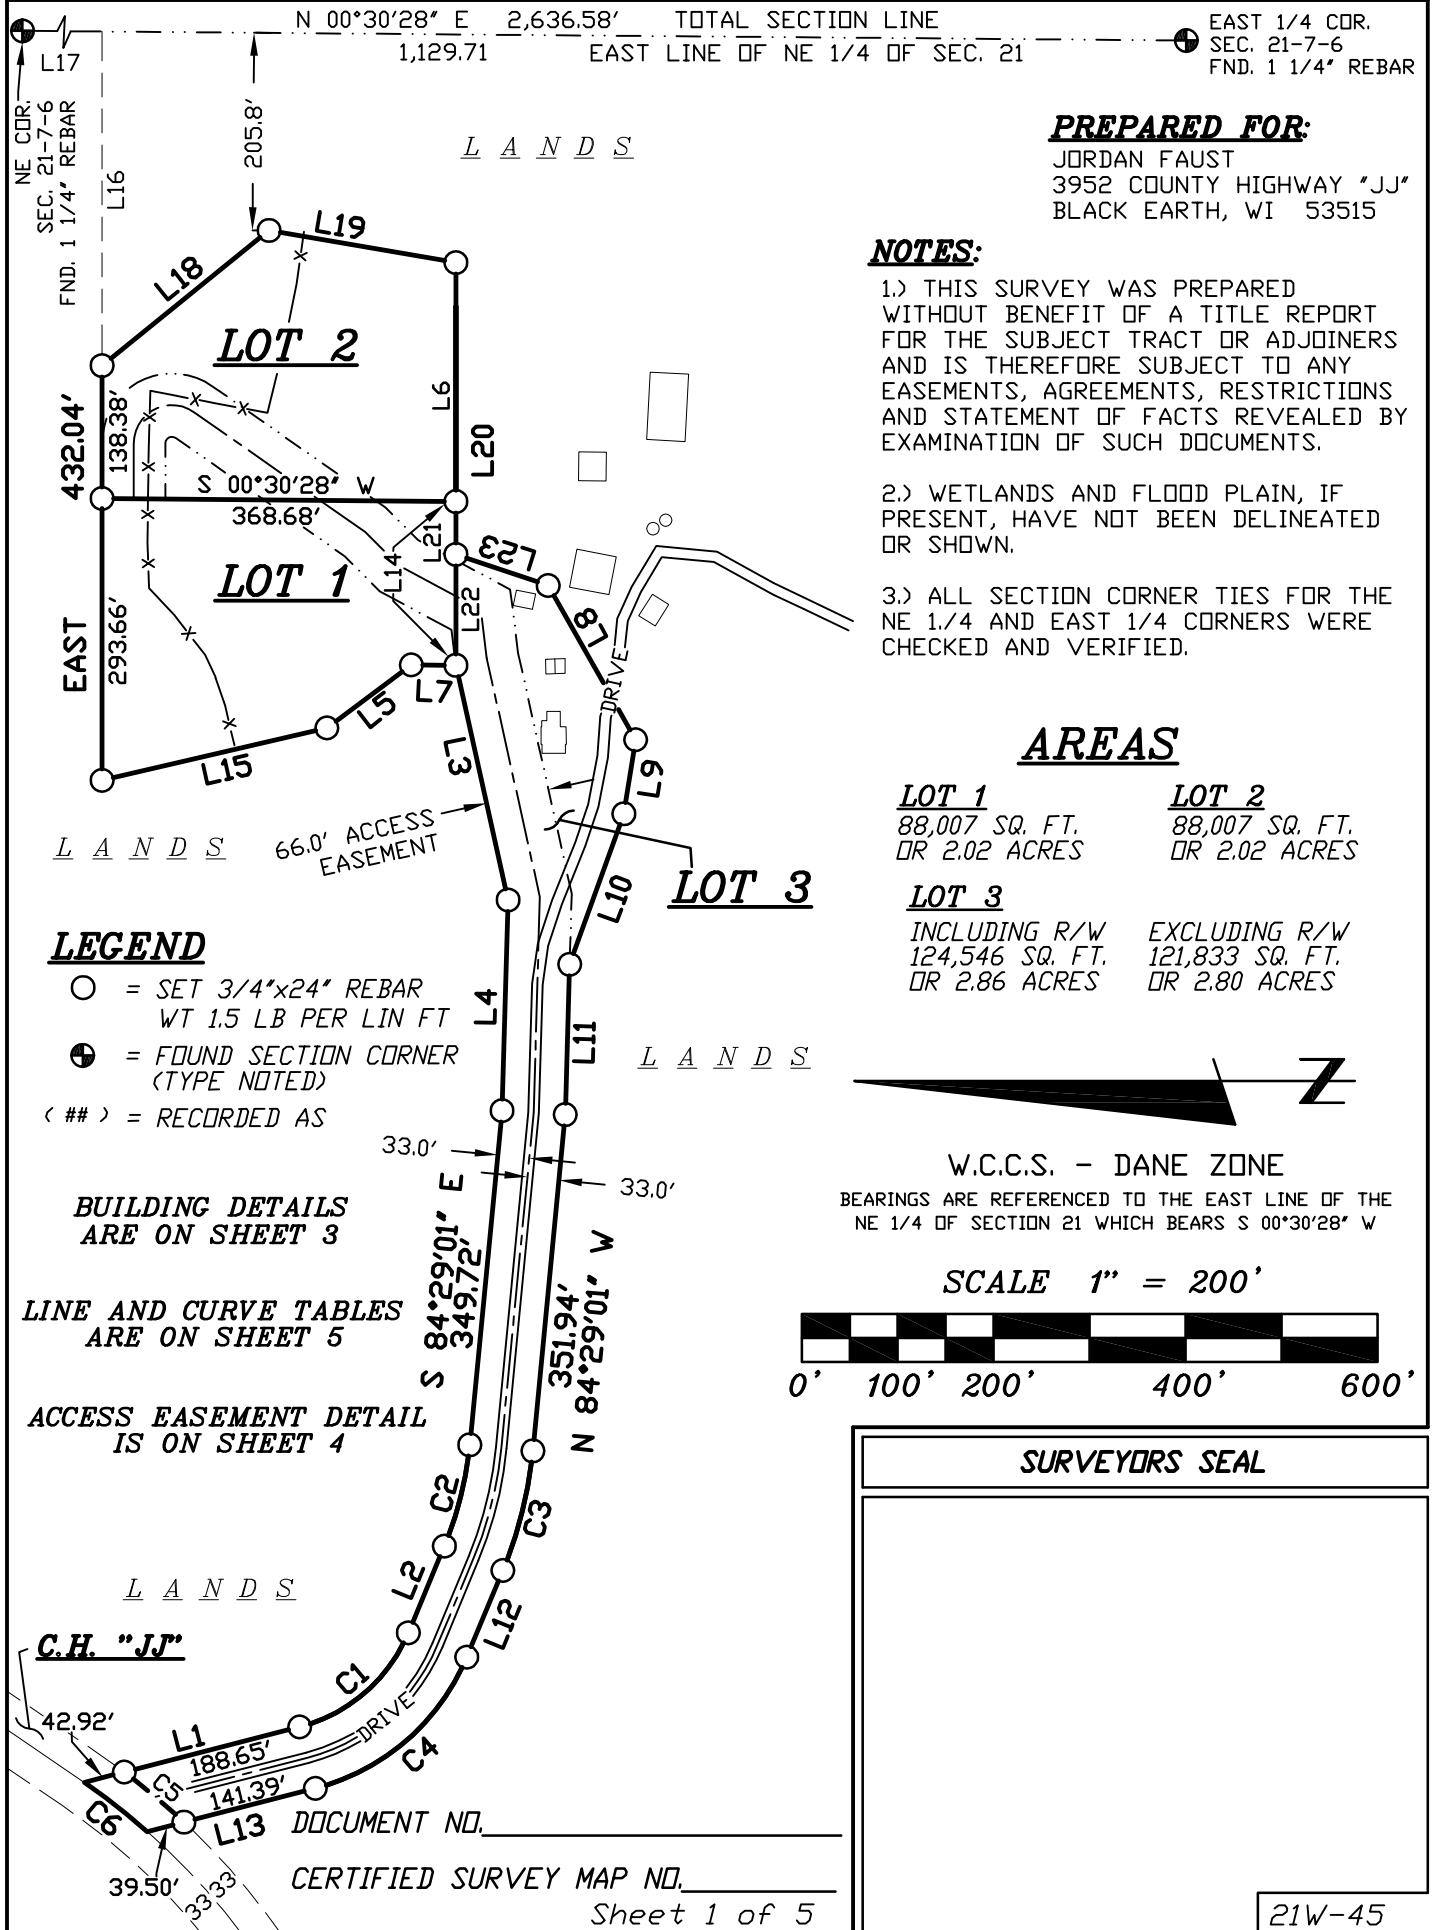 N 00°30'28" E 2,636.58' TOTAL SECTION LINE
1,129.71 EAST LINE OF NE 1/4 OF SEC. 21
EAST 1/4 COR.
SEC. 21-7-6
FND. 1 1/4" REBAR
L17
NE COR.
SEC. 21-7-6
FND. 1 1/4" REBAR
L16
205.8'
L A N D S
PREPARED FOR:
JORDAN FAUST
3952 COUNTY HIGHWAY "JJ"
BLACK EARTH, WI 53515
NOTES:
1.) THIS SURVEY WAS PREPARED
WITHOUT BENEFIT OF A TITLE REPORT
FOR THE SUBJECT TRACT OR ADJOINERS
AND IS THEREFORE SUBJECT TO ANY
EASEMENTS, AGREEMENTS, RESTRICTIONS
AND STATEMENT OF FACTS REVEALED BY
EXAMINATION OF SUCH DOCUMENTS.
2.) WETLANDS AND FLOOD PLAIN, IF
PRESENT, HAVE NOT BEEN DELINEATED
OR SHOWN.
3.) ALL SECTION CORNER TIES FOR THE
NE 1./4 AND EAST 1/4 CORNERS WERE
CHECKED AND VERIFIED.
L19
L18
LOT 2
L6
L20
432.04'
138.38'
S 00°30'28" W
368.68'
L21
L14
L23
LOT 1
L22
L8
EAST
293.66'
DRIVE
L7
L5
L3
L15
L9
66.0' ACCESS
EASEMENT
L A N D S
L10
LOT 3
AREAS
LOT 1
88,007 SQ. FT.
OR 2.02 ACRES
LOT 2
88,007 SQ. FT.
OR 2.02 ACRES
LOT 3
INCLUDING R/W
124,546 SQ. FT.
OR 2.86 ACRES
EXCLUDING R/W
121,833 SQ. FT.
OR 2.80 ACRES
LEGEND
= SET 3/4"x24" REBAR
WT 1.5 LB PER LIN FT
= FOUND SECTION CORNER
(TYPE NOTED)
( ## ) = RECORDED AS
L4
L11
L A N D S
Z
33.0'
33.0'
W.C.C.S. - DANE ZONE
BEARINGS ARE REFERENCED TO THE EAST LINE OF THE
NE 1/4 OF SECTION 21 WHICH BEARS S 00°30'28" W
BUILDING DETAILS
ARE ON SHEET 3
S 84°29'01" E
349.72'
351.94'
N 84°29'01" W
SCALE 1" = 200'
0' 100' 200' 400' 600'
LINE AND CURVE TABLES
ARE ON SHEET 5
ACCESS EASEMENT DETAIL
IS ON SHEET 4
SURVEYORS SEAL
C2
C3
L2
L12
L A N D S
C.H. "JJ"
C1
DRIVE
C4
42.92'
L1
188.65'
C5
141.39'
C6
L13
39.50'
33
33
DOCUMENT NO.
CERTIFIED SURVEY MAP NO.
Sheet 1 of 5
21W-45